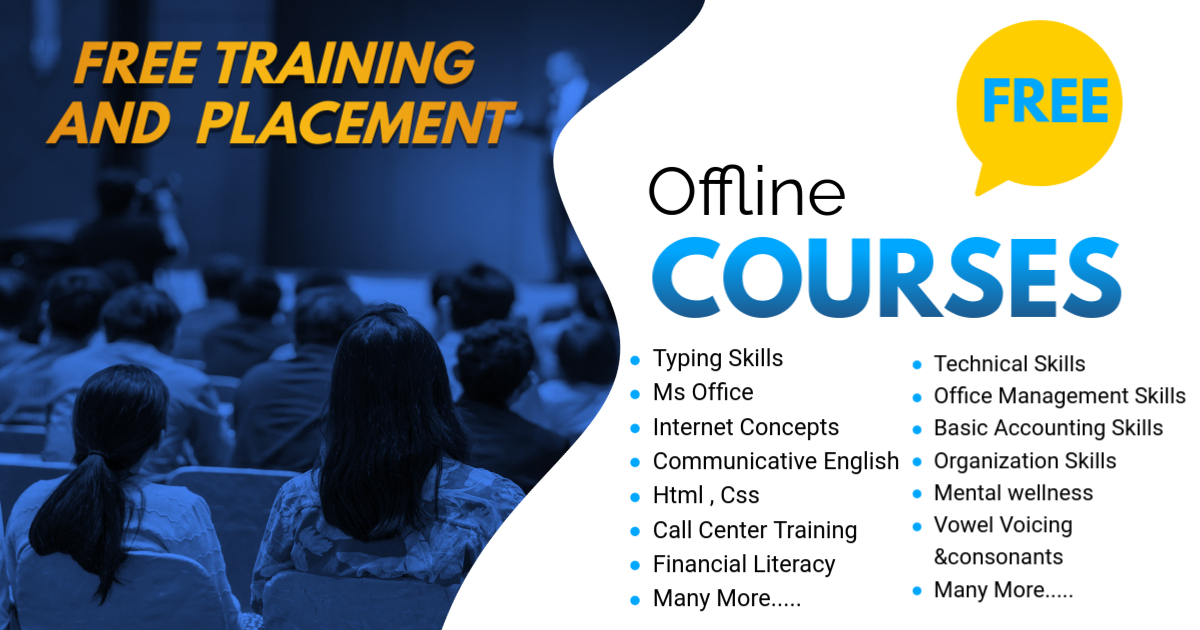 FREE TRAINING
AND PLACEMENT
FREE
Offline
COURSES
Typing Skills
Ms Office
Internet Concepts
Communicative English
Html , Css
Call Center Training
Financial Literacy
Many More.....
Technical Skills
Office Management Skills
Basic Accounting Skills
Organization Skills
Mental wellness
Vowel Voicing
&consonants
Many More.....